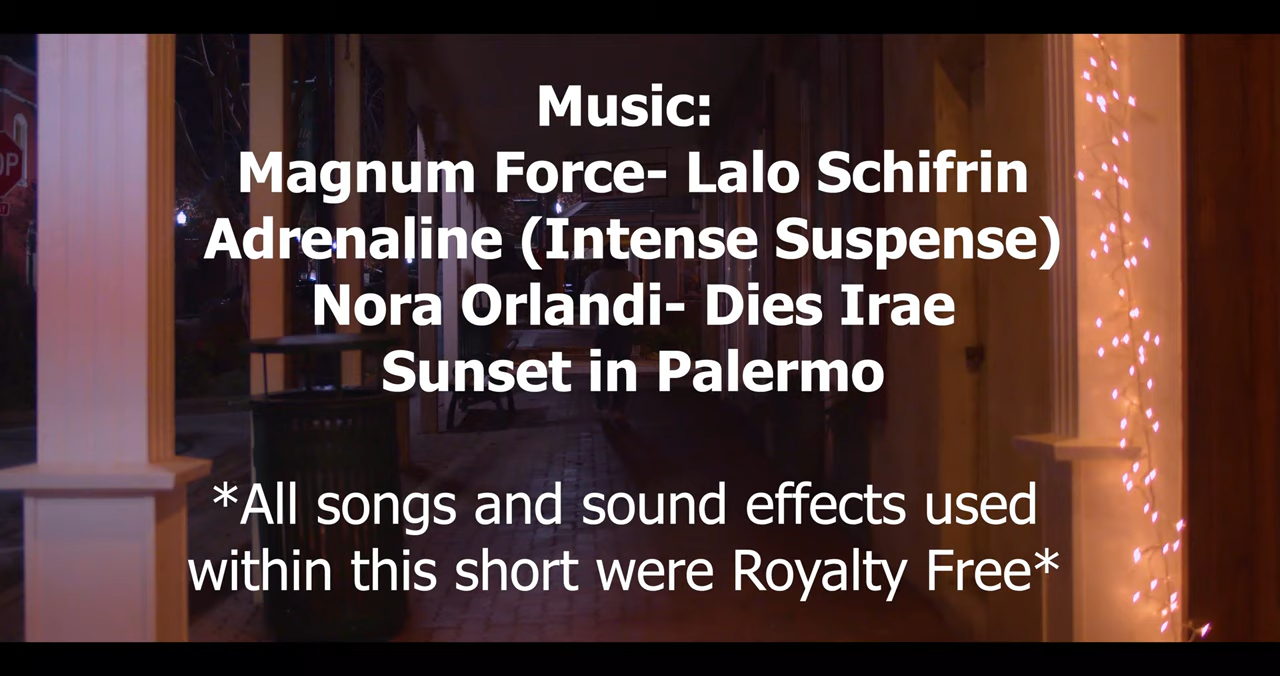 Music:
Magnum Force- Lalo Schifrin
Adrenaline (Intense Suspense)
Nora Orlandi- Dies Irae
Sunset in Palermo
*All songs and sound effects used
within this short were Royalty Free*
OP